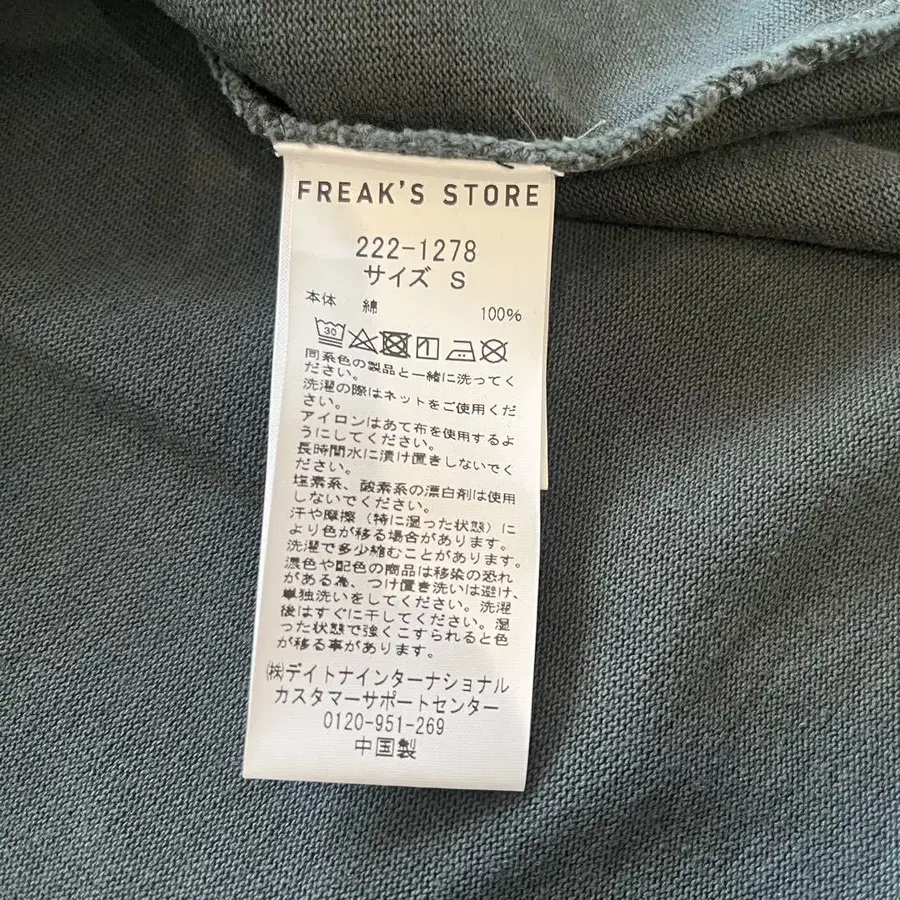 FREAK'S STORE
222-1278
サイズ S
本体 綿 100%
30
同系色の製品と一緒に洗ってく
ださい。
洗濯の際はネットをご使用くだ
さい。
アイロンはあて布を使用するよ
うにしてください。
長時間水に漬け置きしないでく
ださい。
塩素系、酸素系の漂白剤は使用
しないでください。
汗や摩擦（特に湿った状態）に
より色が移る場合があります。
洗濯で多少縮むことがあります。
濃色や配色の商品は移染の恐れ
がある為、つけ置き洗いは避け、
単独洗いをしてください。洗濯
後はすぐに干してください。湿
った状態で強くこすられると色
が移る事があります。
㈱デイトナインターナショナル
カスタマーサポートセンター
0120-951-269
中国製